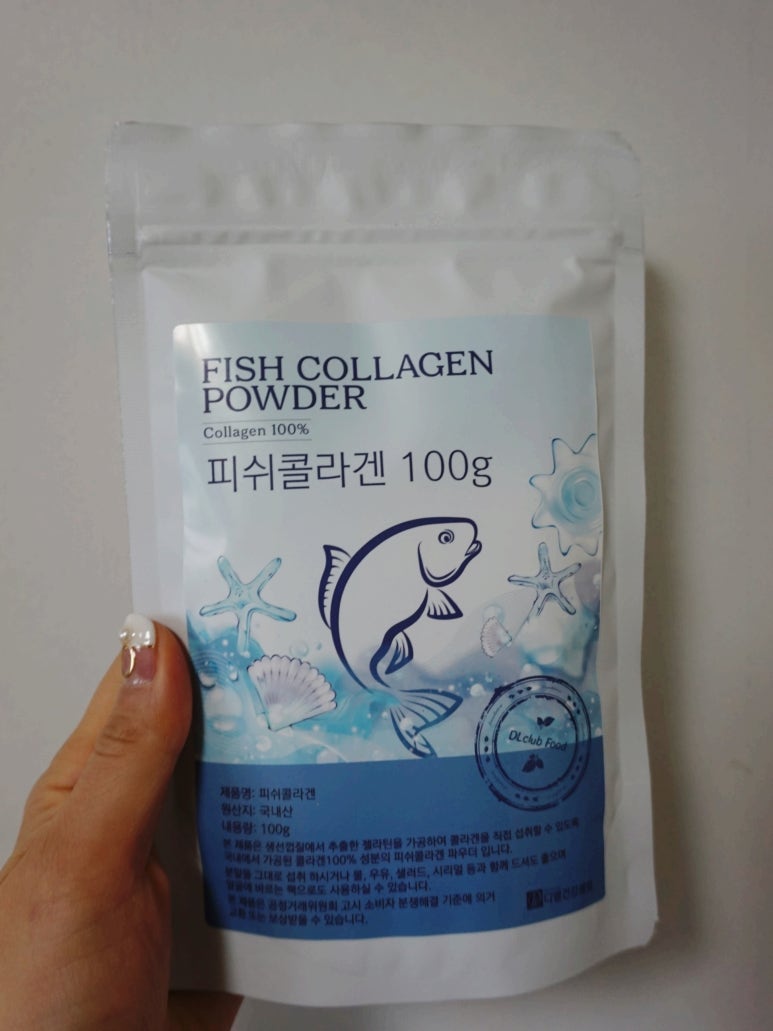 FISH COLLAGEN
POWDER
Collagen 100%
피쉬콜라겐 100g
DLclub Food
제품명: 피쉬콜라겐
원산지: 국내산
내용량: 100g
본 제품은 생선껍질에서 추출한 젤라틴을 가공하여 콜라겐을 직접 섭취할 수 있도록
국내에서 가공된 콜라겐100% 성분의 피쉬콜라겐 파우더 입니다.
분말을 그대로 섭취 하시거나 물, 우유, 샐러드, 시리얼 등과 함께 드셔도 좋으며
얼굴에 바르는 팩으로도 사용하실 수 있습니다.
본 제품은 공정거래위원회 고시 소비자 분쟁해결 기준에 의거
교환 또는 보상받을 수 있습니다.